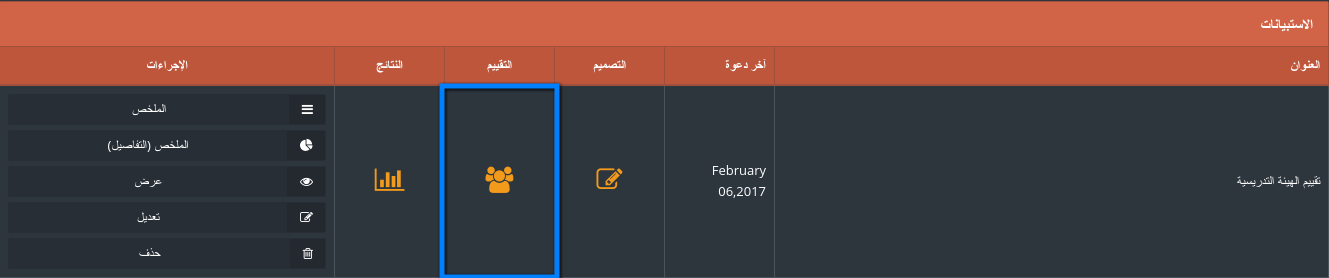 الاستبيانات
العنوان
آخر دعوة
التصميم
التقييم
النتائج
الإجراءات
تقييم الهيئة التدريسية
February
06,2017
الملخص
الملخص (التفاصيل)
عرض
تعديل
حذف